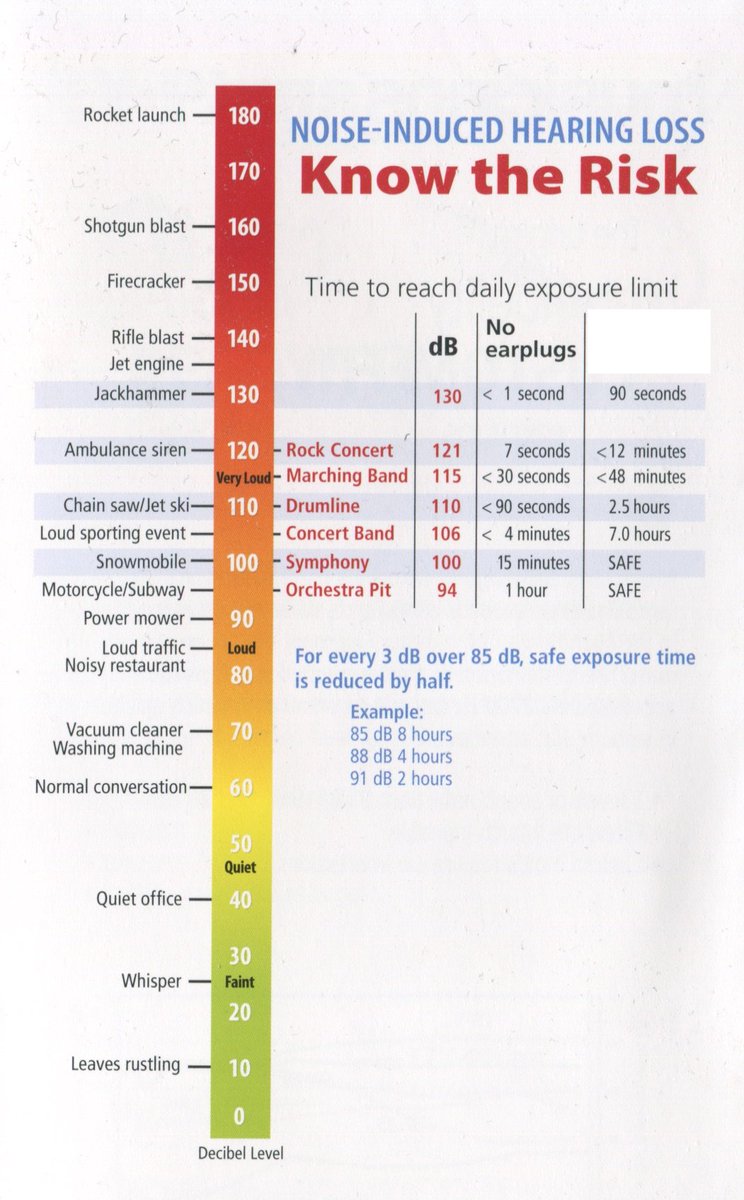 NOISE-INDUCED HEARING LOSS
Know the Risk
Rocket launch 180
170
Shotgun blast 160
Firecracker 150
Rifle blast 140
Jet engine
Jackhammer 130
Ambulance siren 120
Very Loud
Chain saw/Jet ski 110
Loud sporting event
Snowmobile 100
Motorcycle/Subway
Power mower 90
Loud traffic Loud
Noisy restaurant 80
Vacuum cleaner 70
Washing machine
Normal conversation 60
50
Quiet
Quiet office 40
30
Whisper Faint
20
Leaves rustling 10
0
Decibel Level
Time to reach daily exposure limit
dB No
earplugs
130 < 1 second 90 seconds
Rock Concert 121 7 seconds <12 minutes
Marching Band 115 < 30 seconds <48 minutes
Drumline 110 <90 seconds 2.5 hours
Concert Band 106 < 4 minutes 7.0 hours
Symphony 100 15 minutes SAFE
Orchestra Pit 94 1 hour SAFE
For every 3 dB over 85 dB, safe exposure time
is reduced by half.
Example:
85 dB 8 hours
88 dB 4 hours
91 dB 2 hours